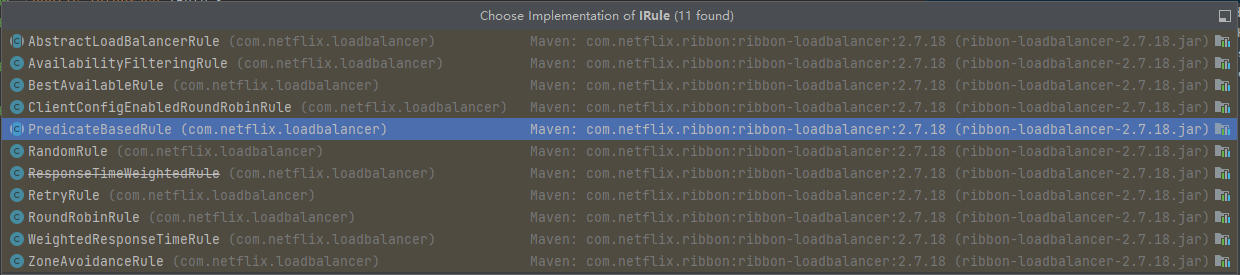 Choose Implementation of IRule (11 found)
AbstractLoadBalancerRule (com.netflix.loadbalancer) Maven: com.netflix.ribbon:ribbon-loadbalancer:2.7.18 (ribbon-loadbalancer-2.7.18.jar)
AvailabilityFilteringRule (com.netflix.loadbalancer) Maven: com.netflix.ribbon:ribbon-loadbalancer:2.7.18 (ribbon-loadbalancer-2.7.18.jar)
BestAvailableRule (com.netflix.loadbalancer) Maven: com.netflix.ribbon:ribbon-loadbalancer:2.7.18 (ribbon-loadbalancer-2.7.18.jar)
ClientConfigEnabledRoundRobinRule (com.netflix.loadbalancer) Maven: com.netflix.ribbon:ribbon-loadbalancer:2.7.18 (ribbon-loadbalancer-2.7.18.jar)
PredicateBasedRule (com.netflix.loadbalancer) Maven: com.netflix.ribbon:ribbon-loadbalancer:2.7.18 (ribbon-loadbalancer-2.7.18.jar)
RandomRule (com.netflix.loadbalancer) Maven: com.netflix.ribbon:ribbon-loadbalancer:2.7.18 (ribbon-loadbalancer-2.7.18.jar)
ResponseTimeWeightedRule (com.netflix.loadbalancer) Maven: com.netflix.ribbon:ribbon-loadbalancer:2.7.18 (ribbon-loadbalancer-2.7.18.jar)
RetryRule (com.netflix.loadbalancer) Maven: com.netflix.ribbon:ribbon-loadbalancer:2.7.18 (ribbon-loadbalancer-2.7.18.jar)
RoundRobinRule (com.netflix.loadbalancer) Maven: com.netflix.ribbon:ribbon-loadbalancer:2.7.18 (ribbon-loadbalancer-2.7.18.jar)
WeightedResponseTimeRule (com.netflix.loadbalancer) Maven: com.netflix.ribbon:ribbon-loadbalancer:2.7.18 (ribbon-loadbalancer-2.7.18.jar)
ZoneAvoidanceRule (com.netflix.loadbalancer) Maven: com.netflix.ribbon:ribbon-loadbalancer:2.7.18 (ribbon-loadbalancer-2.7.18.jar)